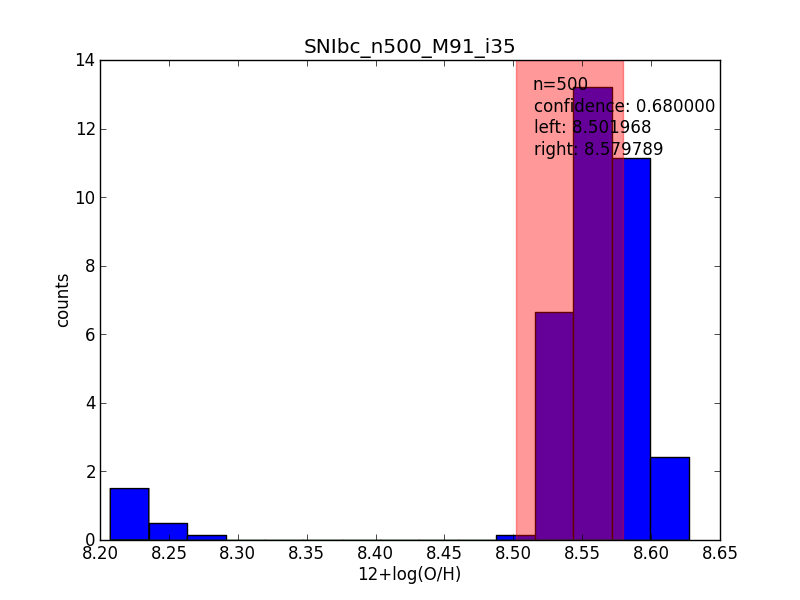 SNIbc_n500_M91_i35
14
12
10
8
6
4
2
0
counts
n=500
confidence: 0.680000
left: 8.501968
right: 8.579789
8.20 8.25 8.30 8.35 8.40 8.45 8.50 8.55 8.60 8.65
12+log(O/H)